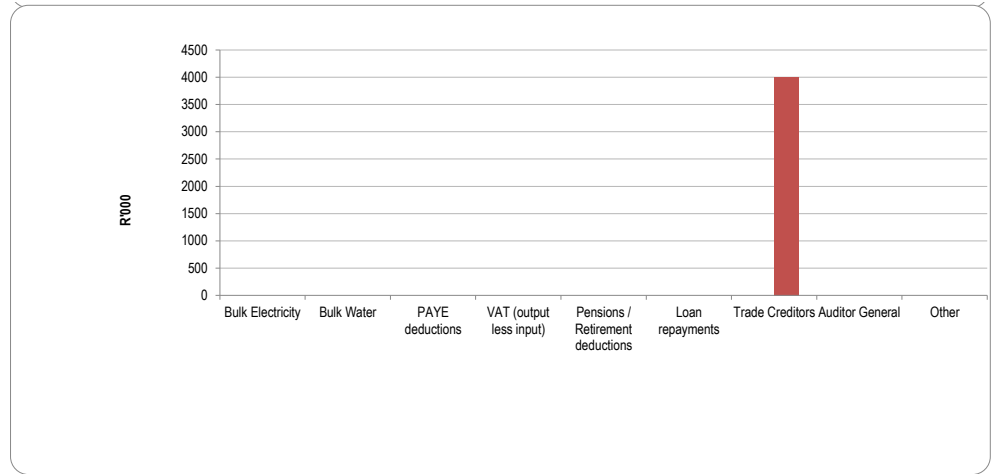 4500
4000
3500
3000
2500
2000
1500
1000
500
0
R'000
Bulk Electricity Bulk Water PAYE VAT (output Pensions / Loan Trade Creditors Auditor General Other
deductions less input) Retirement repayments
deductions